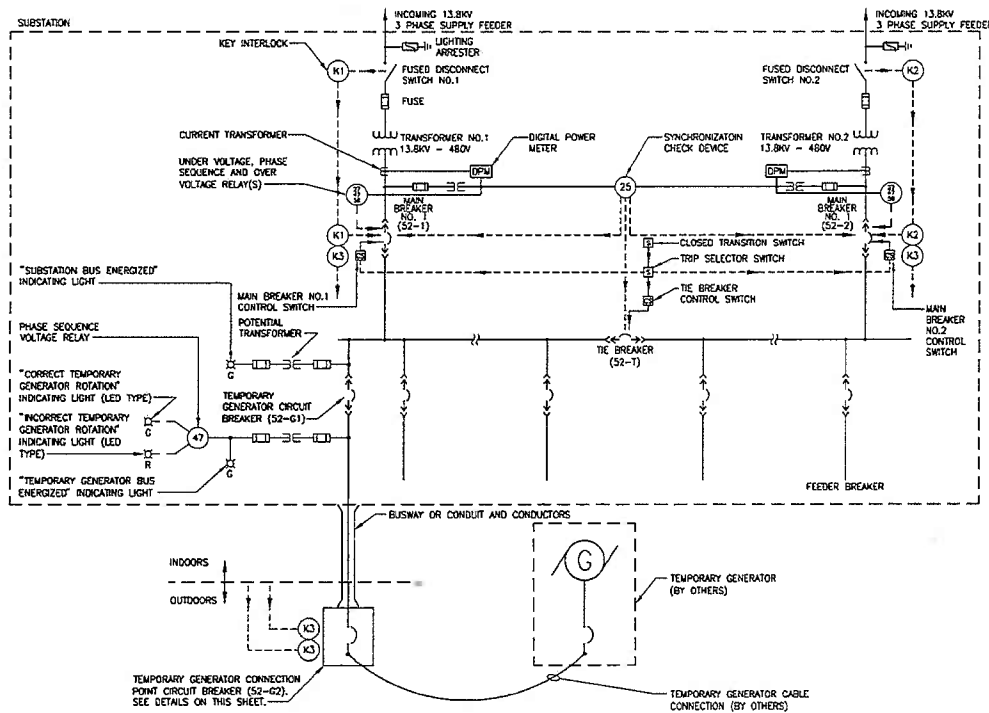 SUBSTATION
INCOMING 13.8KV
3 PHASE SUPPLY FEEDER
INCOMING 13.8KV
3 PHASE SUPPLY FEEDER
LIGHTING
ARRESTER
KEY INTERLOCK
K1
FUSED DISCONNECT
SWITCH NO.1
FUSED DISCONNECT
SWITCH NO.2
K2
FUSE
CURRENT TRANSFORMER
TRANSFORMER NO.1
13.8KV - 480V
DIGITAL POWER
METER
SYNCHRONIZATOIN
CHECK DEVICE
TRANSFORMER NO.2
13.8KV - 480V
UNDER VOLTAGE, PHASE
SEQUENCE AND OVER
VOLTAGE RELAY(S)
DPM
DPM
25
MAIN
BREAKER
NO. 1
(52-1)
MAIN
BREAKER
NO. 1
(52-2)
K1
K3
K2
K3
S
CLOSED TRANSITION SWITCH
S
TRIP SELECTOR SWITCH
TIE BREAKER
CONTROL SWITCH
"SUBSTATION BUS ENERGIZED"
INDICATING LIGHT
MAIN BREAKER NO.1
CONTROL SWITCH
MAIN
BREAKER
NO.2
CONTROL
SWITCH
POTENTIAL
TRANSFORMER
PHASE SEQUENCE
VOLTAGE RELAY
TIE BREAKER
(52-T)
G
"CORRECT TEMPORARY
GENERATOR ROTATION"
INDICATING LIGHT (LED TYPE)
TEMPORARY
GENERATOR CIRCUIT
BREAKER (52-G1)
"INCORRECT TEMPORARY
GENERATOR ROTATION"
INDICATING LIGHT (LED
TYPE)
G
47
R
G
"TEMPORARY GENERATOR BUS
ENERGIZED" INDICATING LIGHT
FEEDER BREAKER
BUSWAY OR CONDUIT AND CONDUCTORS
INDOORS
OUTDOORS
G
TEMPORARY GENERATOR
(BY OTHERS)
K3
K3
TEMPORARY GENERATOR CONNECTION
POINT CIRCUIT BREAKER (52-G2).
SEE DETAILS ON THIS SHEET.
TEMPORARY GENERATOR CABLE
CONNECTION (BY OTHERS)